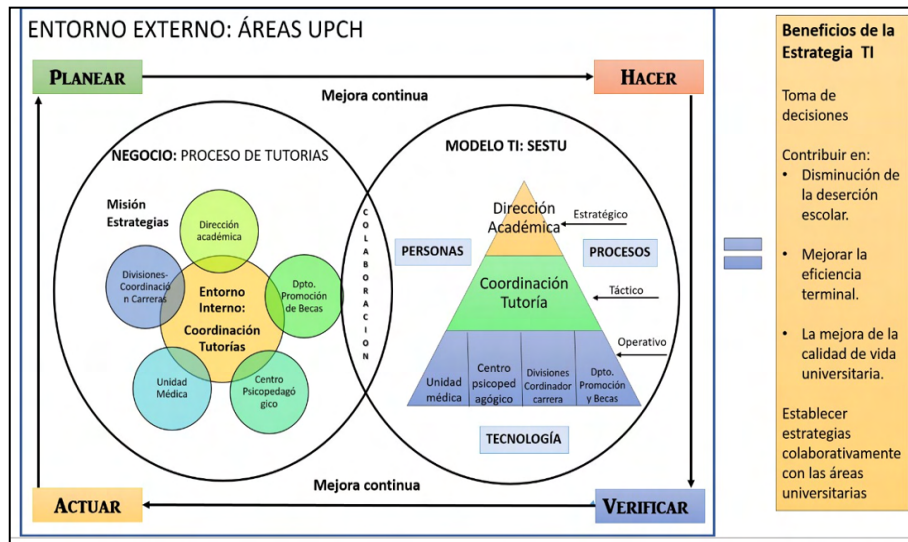 ENTORNO EXTERNO: ÁREAS UPCH
PLANEAR
HACER
Mejora continua
NEGOCIO: PROCESO DE TUTORIAS
MODELO TI: SESTU
Misión
Estrategias
Dirección
académica
Divisiones-
Coordinació
n Carreras
Entorno
Interno:
Coordinación
Tutorías
Dpto.
Promoción
de Becas
Unidad
Médica
Centro
Psicopedagó
gico
COLABORACION
PERSONAS
PROCESOS
Dirección
Académica
Estratégico
Coordinación
Tutoría
Táctico
Operativo
Unidad
médica
Centro
psicoped
agógico
Divisiones
Cordinador
carrera
Dpto.
Promoción
y Becas
TECNOLOGÍA
Mejora continua
ACTUAR
VERIFICAR
Beneficios de la
Estrategia TI
Toma de
decisiones
Contribuir en:
• Disminución de
la deserción
escolar.
• Mejorar la
eficiencia
terminal.
• La mejora de la
calidad de vida
universitaria.
Establecer
estrategias
colaborativamente
con las áreas
universitarias